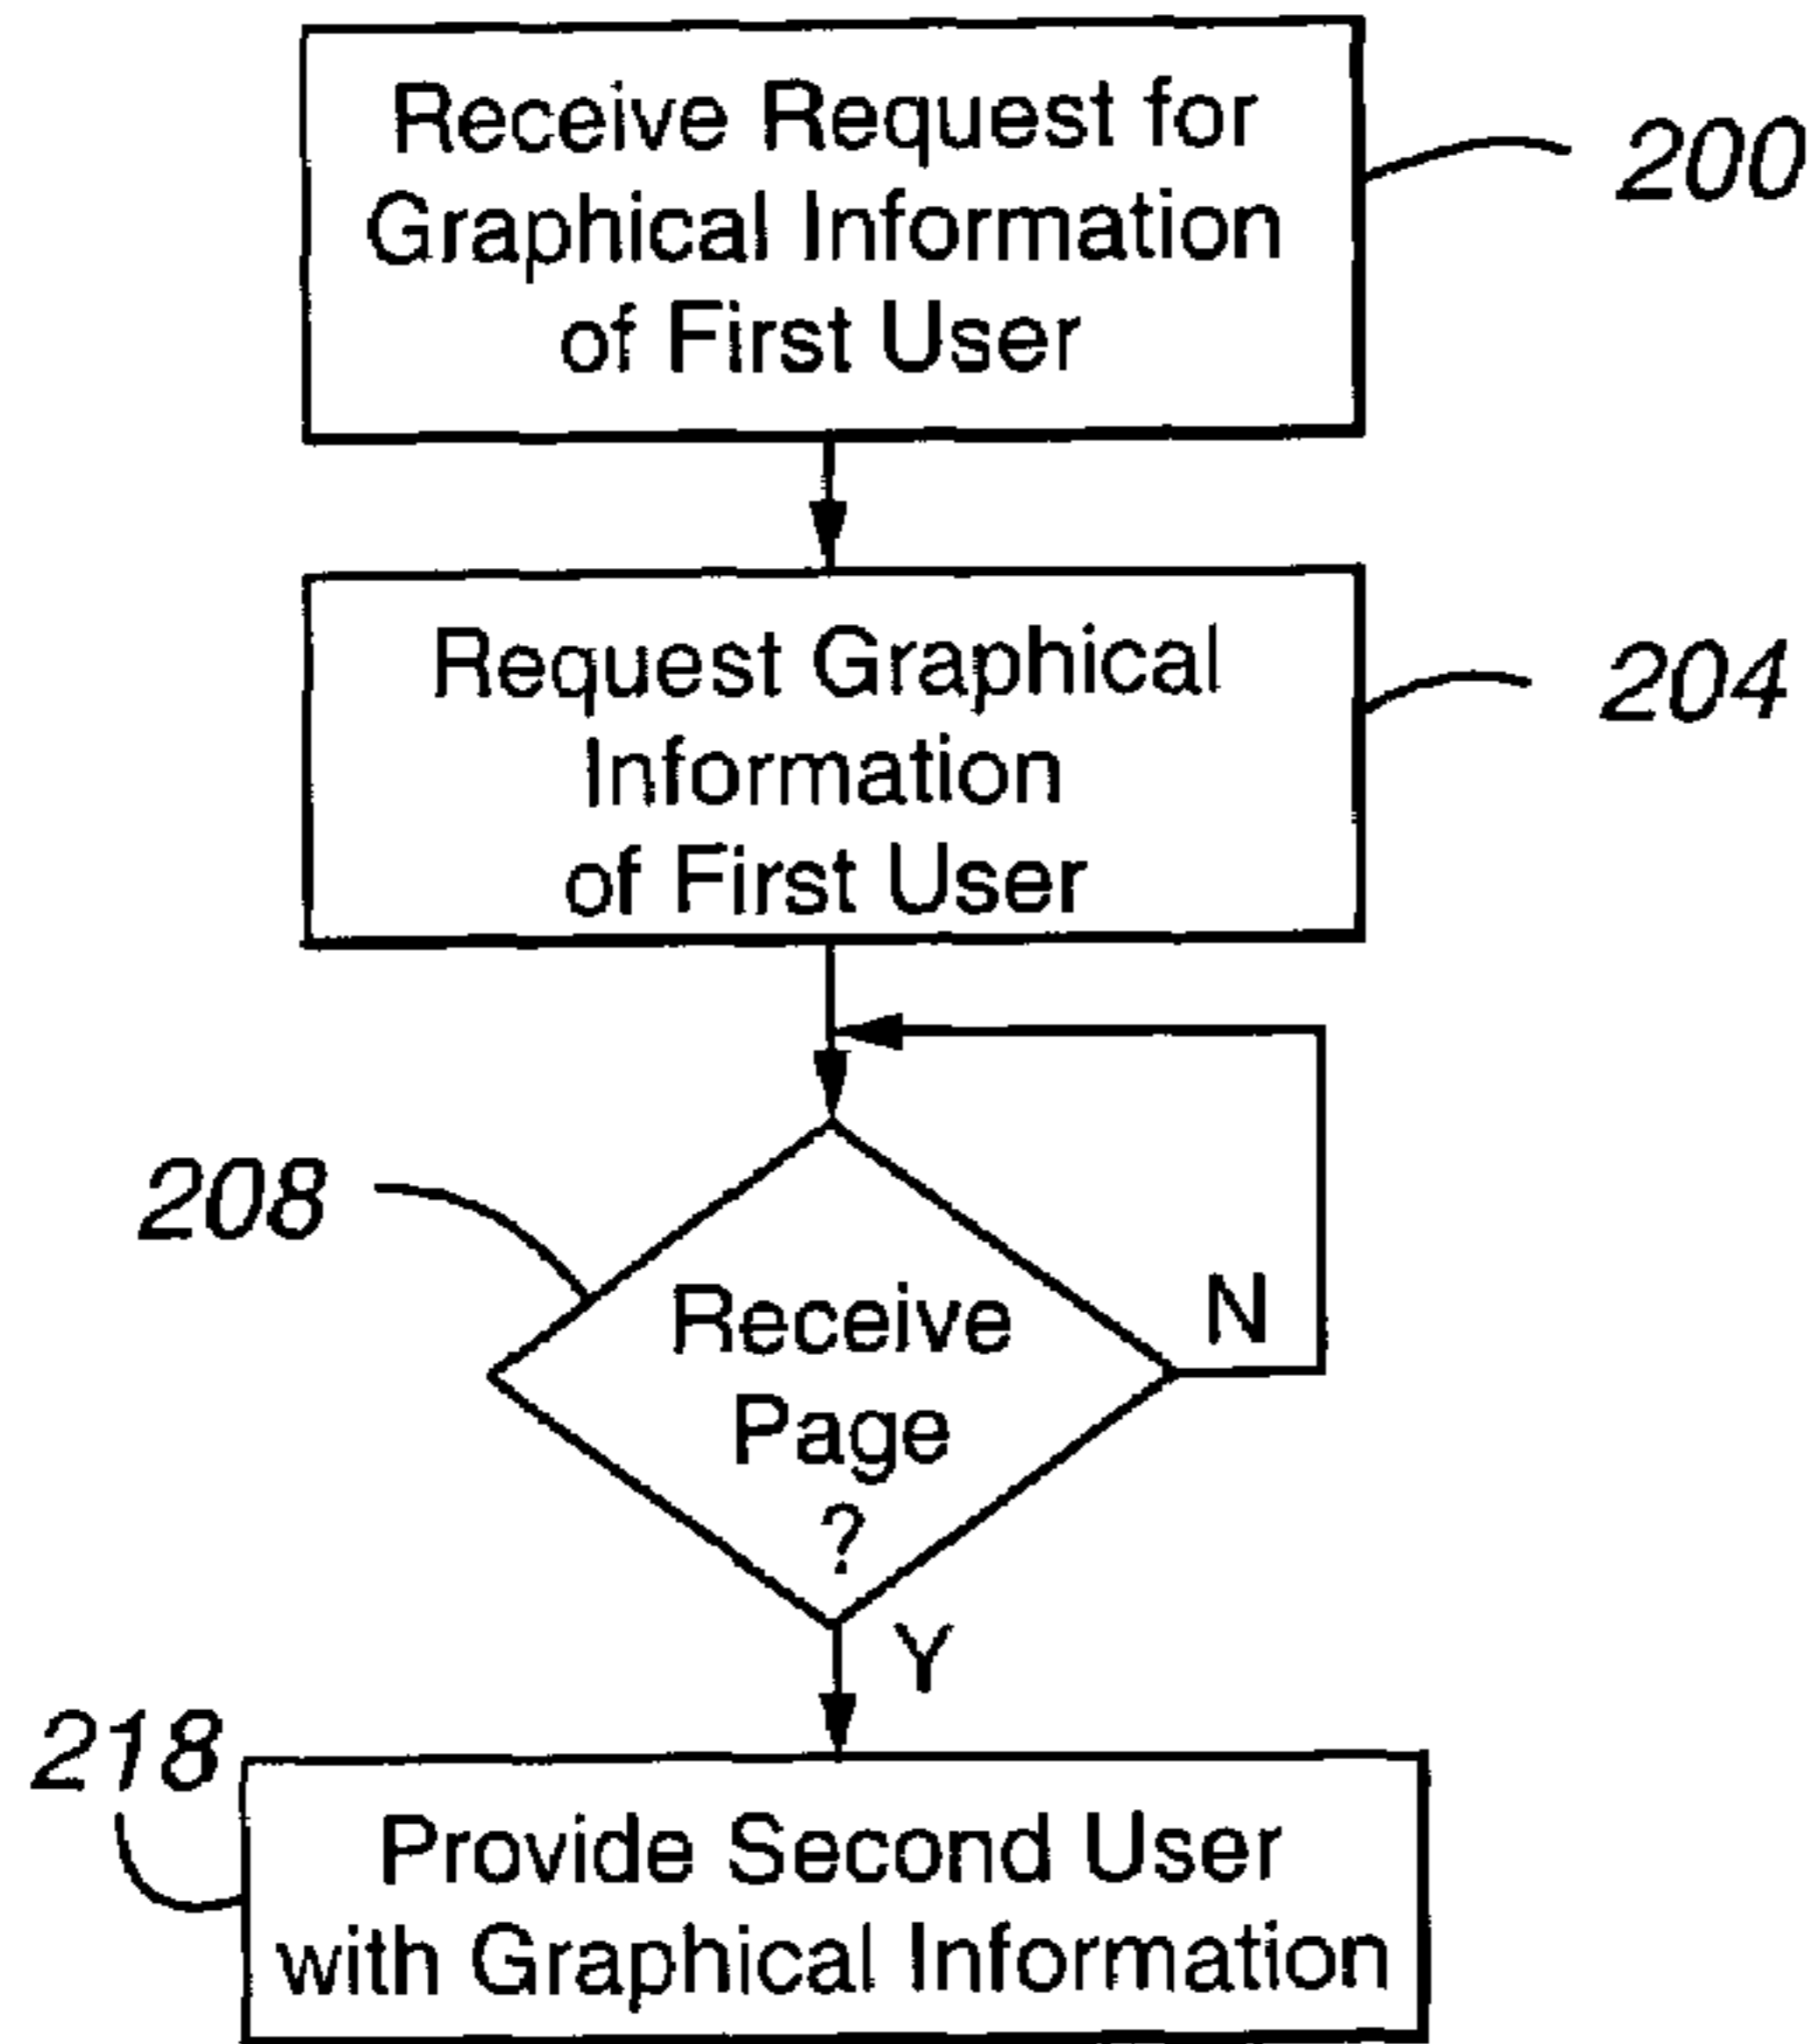 Receive Request for
Graphical Information
of First User
200
Request Graphical
Information
of First User
204
208
Receive
Page
?
N
Y
218
Provide Second User
with Graphical Information